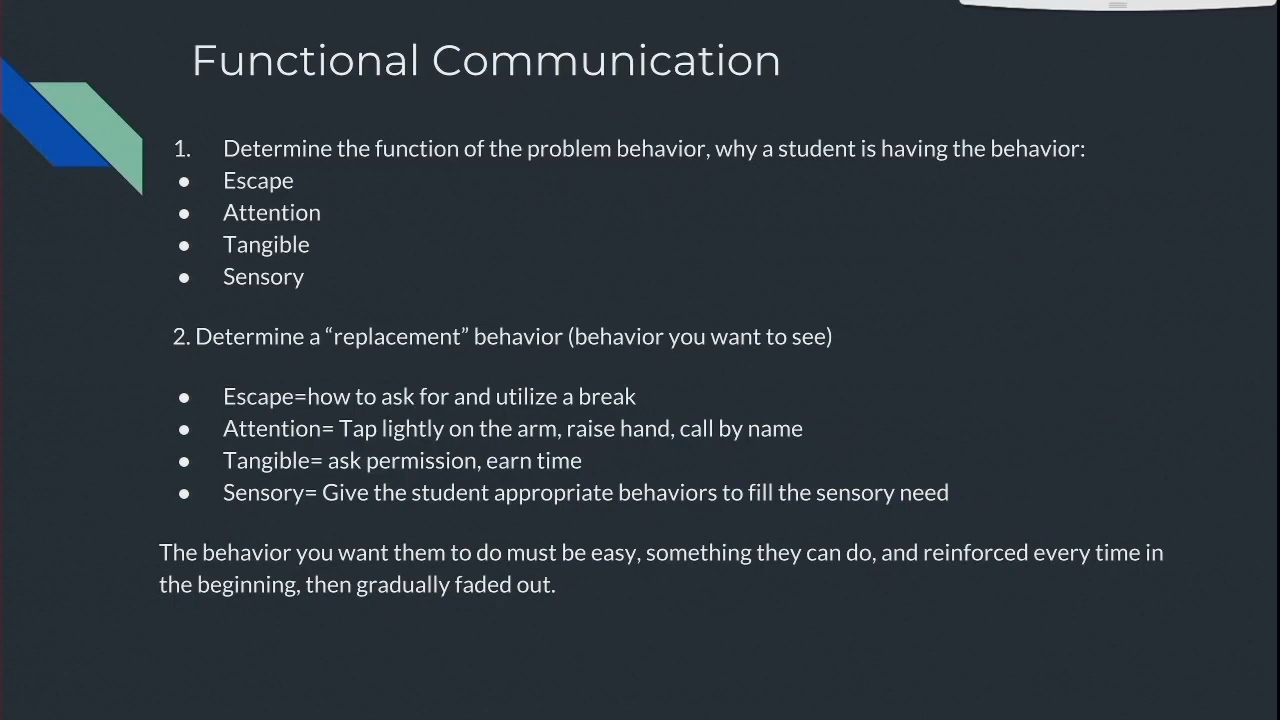 Functional Communication
1. Determine the function of the problem behavior, why a student is having the behavior:
● Escape
● Attention
● Tangible
● Sensory
2. Determine a “replacement” behavior (behavior you want to see)
● Escape=how to ask for and utilize a break
● Attention= Tap lightly on the arm, raise hand, call by name
● Tangible= ask permission, earn time
● Sensory= Give the student appropriate behaviors to fill the sensory need
The behavior you want them to do must be easy, something they can do, and reinforced every time in
the beginning, then gradually faded out.